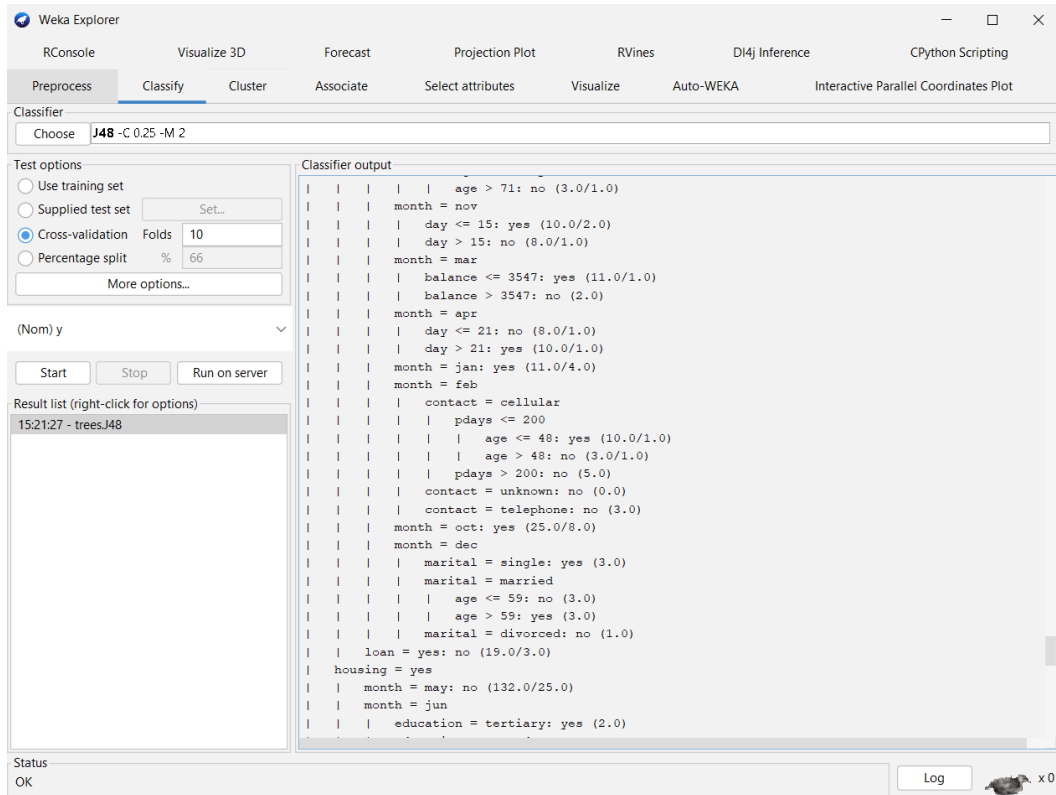 Weka Explorer
RConsole Visualize 3D Forecast Projection Plot RVines Dl4j Inference CPython Scripting
Preprocess Classify Cluster Associate Select attributes Visualize Auto-WEKA Interactive Parallel Coordinates Plot
Classifier
Choose J48 -C 0.25 -M 2
Test options
Use training set
Supplied test set Set...
Cross-validation Folds 10
Percentage split % 66
More options...
(Nom) y
Start Stop Run on server
Result list (right-click for options)
15:21:27 - trees.J48
Classifier output
| | | | | age > 71: no (3.0/1.0)
| | | month = nov
| | | | day <= 15: yes (10.0/2.0)
| | | | day > 15: no (8.0/1.0)
| | | month = mar
| | | | balance <= 3547: yes (11.0/1.0)
| | | | balance > 3547: no (2.0)
| | | month = apr
| | | | day <= 21: no (8.0/1.0)
| | | | day > 21: yes (10.0/1.0)
| | | month = jan: yes (11.0/4.0)
| | | month = feb
| | | | contact = cellular
| | | | | pdays <= 200
| | | | | | age <= 48: yes (10.0/1.0)
| | | | | | age > 48: no (3.0/1.0)
| | | | | pdays > 200: no (5.0)
| | | | contact = unknown: no (0.0)
| | | | contact = telephone: no (3.0)
| | | month = oct: yes (25.0/8.0)
| | | month = dec
| | | | marital = single: yes (3.0)
| | | | marital = married
| | | | | age <= 59: no (3.0)
| | | | | age > 59: yes (3.0)
| | | | marital = divorced: no (1.0)
| | loan = yes: no (19.0/3.0)
| housing = yes
| | month = may: no (132.0/25.0)
| | month = jun
| | | education = tertiary: yes (2.0)
Status
OK
Log x 0